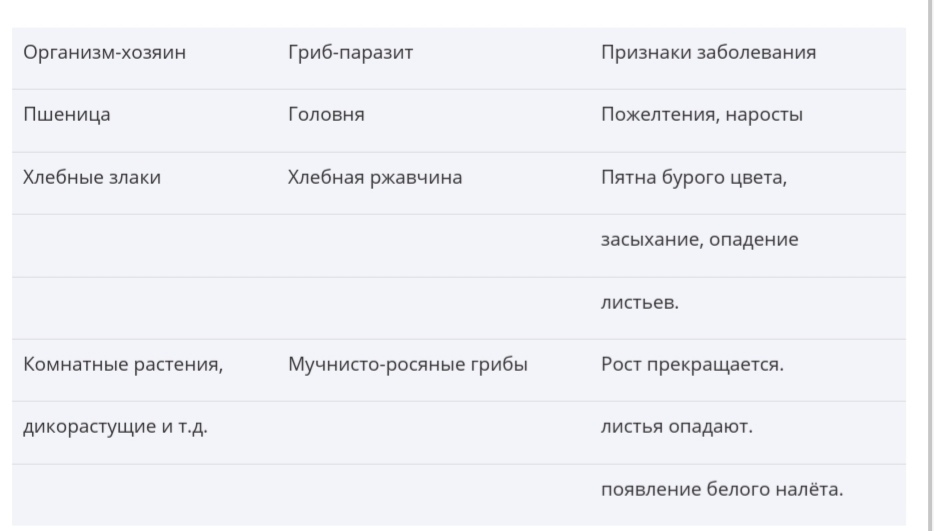 Организм-хозяин Гриб-паразит Признаки заболевания
Пшеница Головня Пожелтения, наросты
Хлебные злаки Хлебная ржавчина Пятна бурого цвета,
засыхание, опадение
листьев.
Комнатные растения, Мучнисто-росяные грибы Рост прекращается.
дикорастущие и т.д. листья опадают.
появление белого налёта.